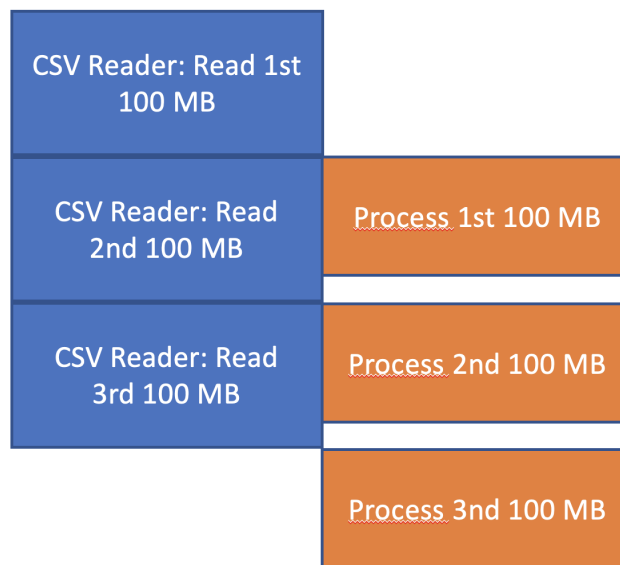 CSV Reader: Read 1st
100 MB
CSV Reader: Read
2nd 100 MB
Process 1st 100 MB
CSV Reader: Read
3rd 100 MB
Process 2nd 100 MB
Process 3nd 100 MB